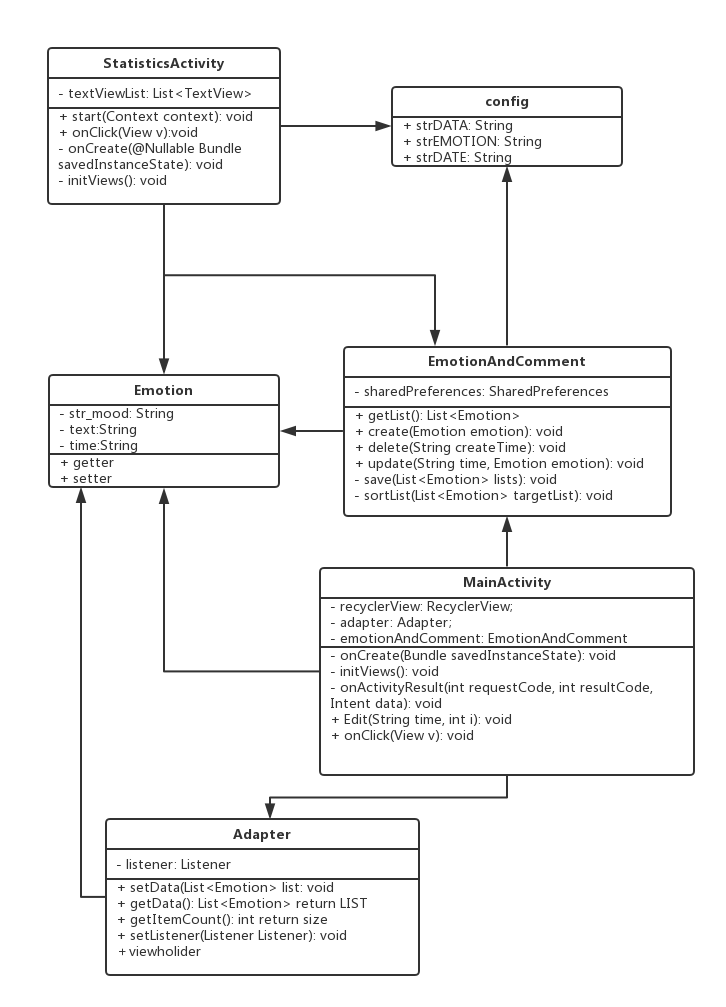 StatisticsActivity
- textViewList: List<TextView>
+ start(Context context): void
+ onClick(View v):void
- onCreate(@Nullable Bundle
savedInstanceState): void
- initViews(): void
config
+ strDATA: String
+ strEMOTION: String
+ strDATE: String
Emotion
- str_mood: String
- text:String
- time:String
+ getter
+ setter
EmotionAndComment
- sharedPreferences: SharedPreferences
+ getList(): List<Emotion>
+ create(Emotion emotion): void
+ delete(String createTime): void
+ update(String time, Emotion emotion): void
- save(List<Emotion> lists): void
- sortList(List<Emotion> targetList): void
MainActivity
- recyclerView: RecyclerView;
- adapter: Adapter;
- emotionAndComment: EmotionAndComment
- onCreate(Bundle savedInstanceState): void
- initViews(): void
- onActivityResult(int requestCode, int resultCode,
Intent data): void
+ Edit(String time, int i): void
+ onClick(View v): void
Adapter
- listener: Listener
+ setData(List<Emotion> list: void
+ getData(): List<Emotion> return LIST
+ getItemCount(): int return size
+ setListener(Listener Listener): void
+ viewholider